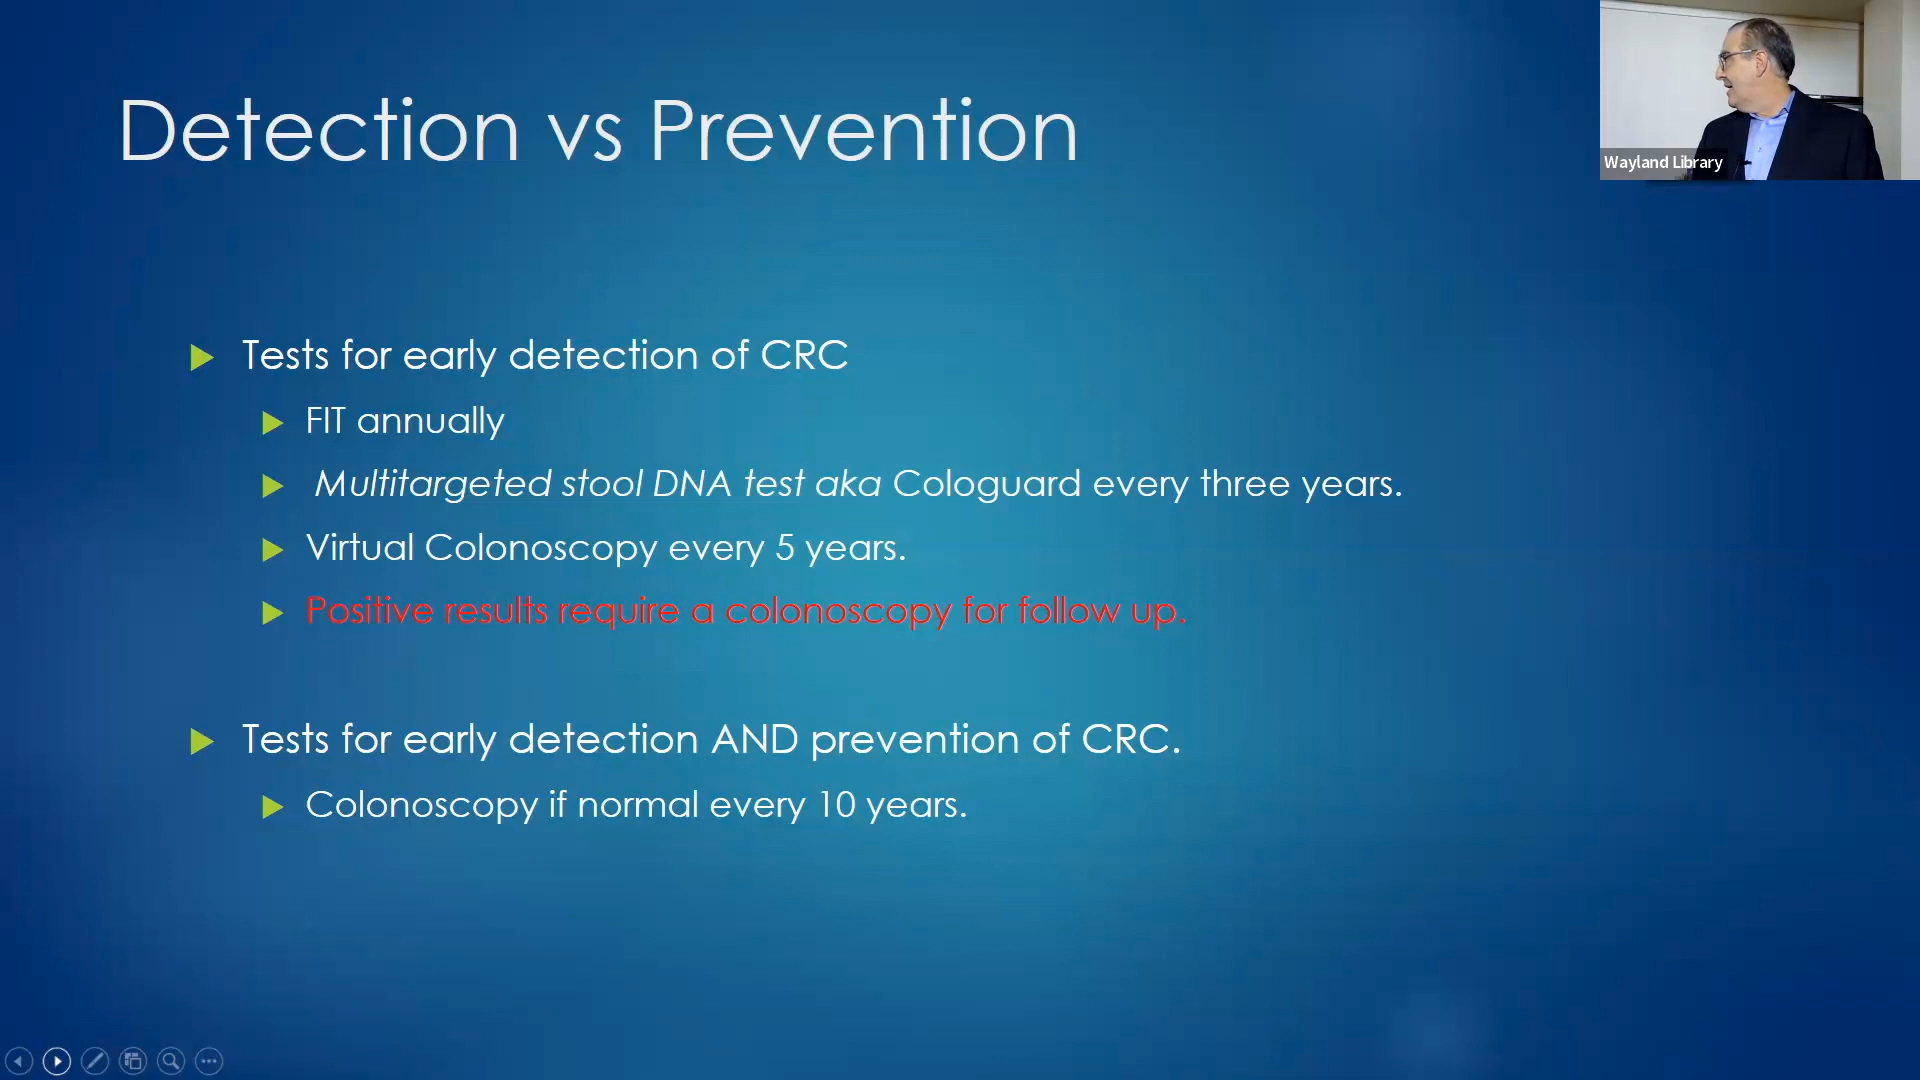 Detection vs Prevention
Wayland Library
Tests for early detection of CRC
FIT annually
Multitargeted stool DNA test aka Cologuard every three years.
Virtual Colonoscopy every 5 years.
Positive results require a colonoscopy for follow up.
Tests for early detection AND prevention of CRC.
Colonoscopy if normal every 10 years.